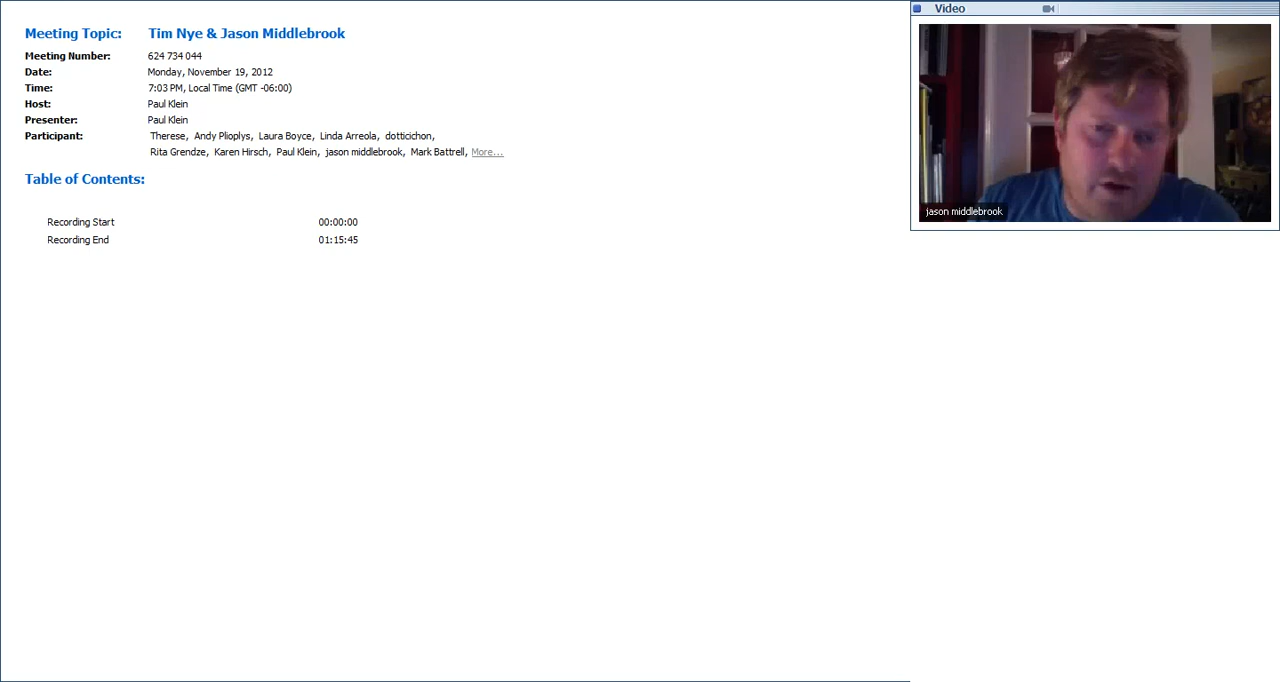 Meeting Topic: Tim Nye & Jason Middlebrook
Meeting Number: 624 734 044
Date: Monday, November 19, 2012
Time: 7:03 PM, Local Time (GMT -06:00)
Host: Paul Klein
Presenter: Paul Klein
Participant: Therese, Andy Plioplys, Laura Boyce, Linda Arreola, dotticichon,
Rita Grendze, Karen Hirsch, Paul Klein, jason middlebrook, Mark Battrell, More...
Table of Contents:
Recording Start 00:00:00
Recording End 01:15:45
Video
jason middlebrook